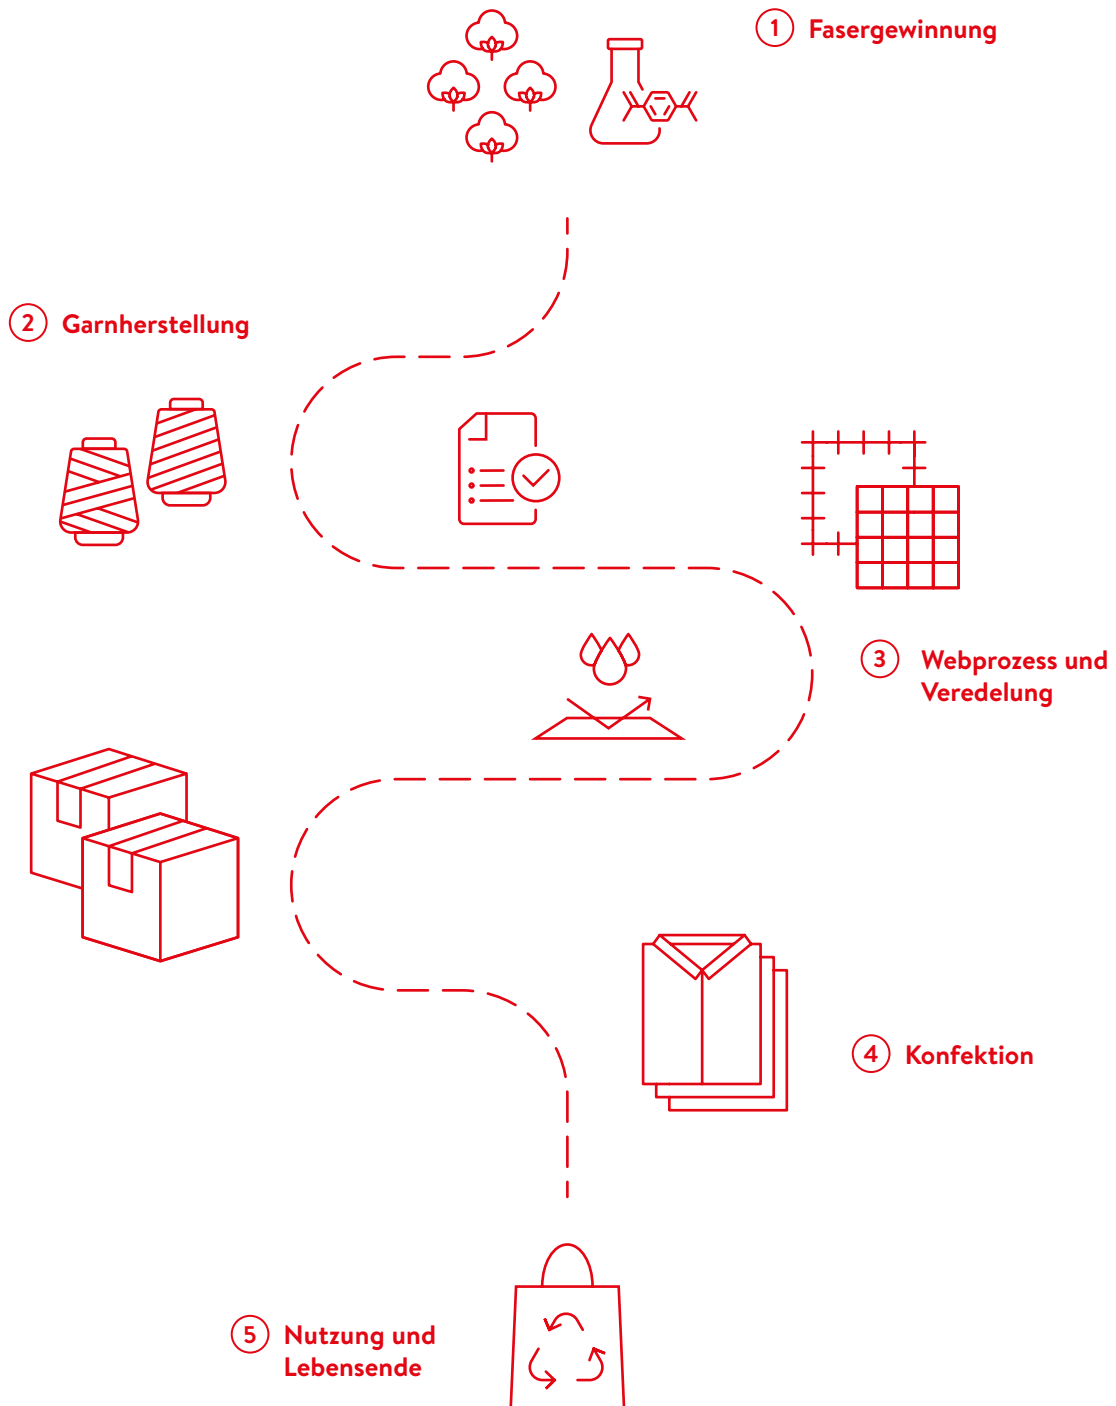 1 Fasergewinnung
2 Garnherstellung
3 Webprozess und
Veredelung
4 Konfektion
5 Nutzung und
Lebensende